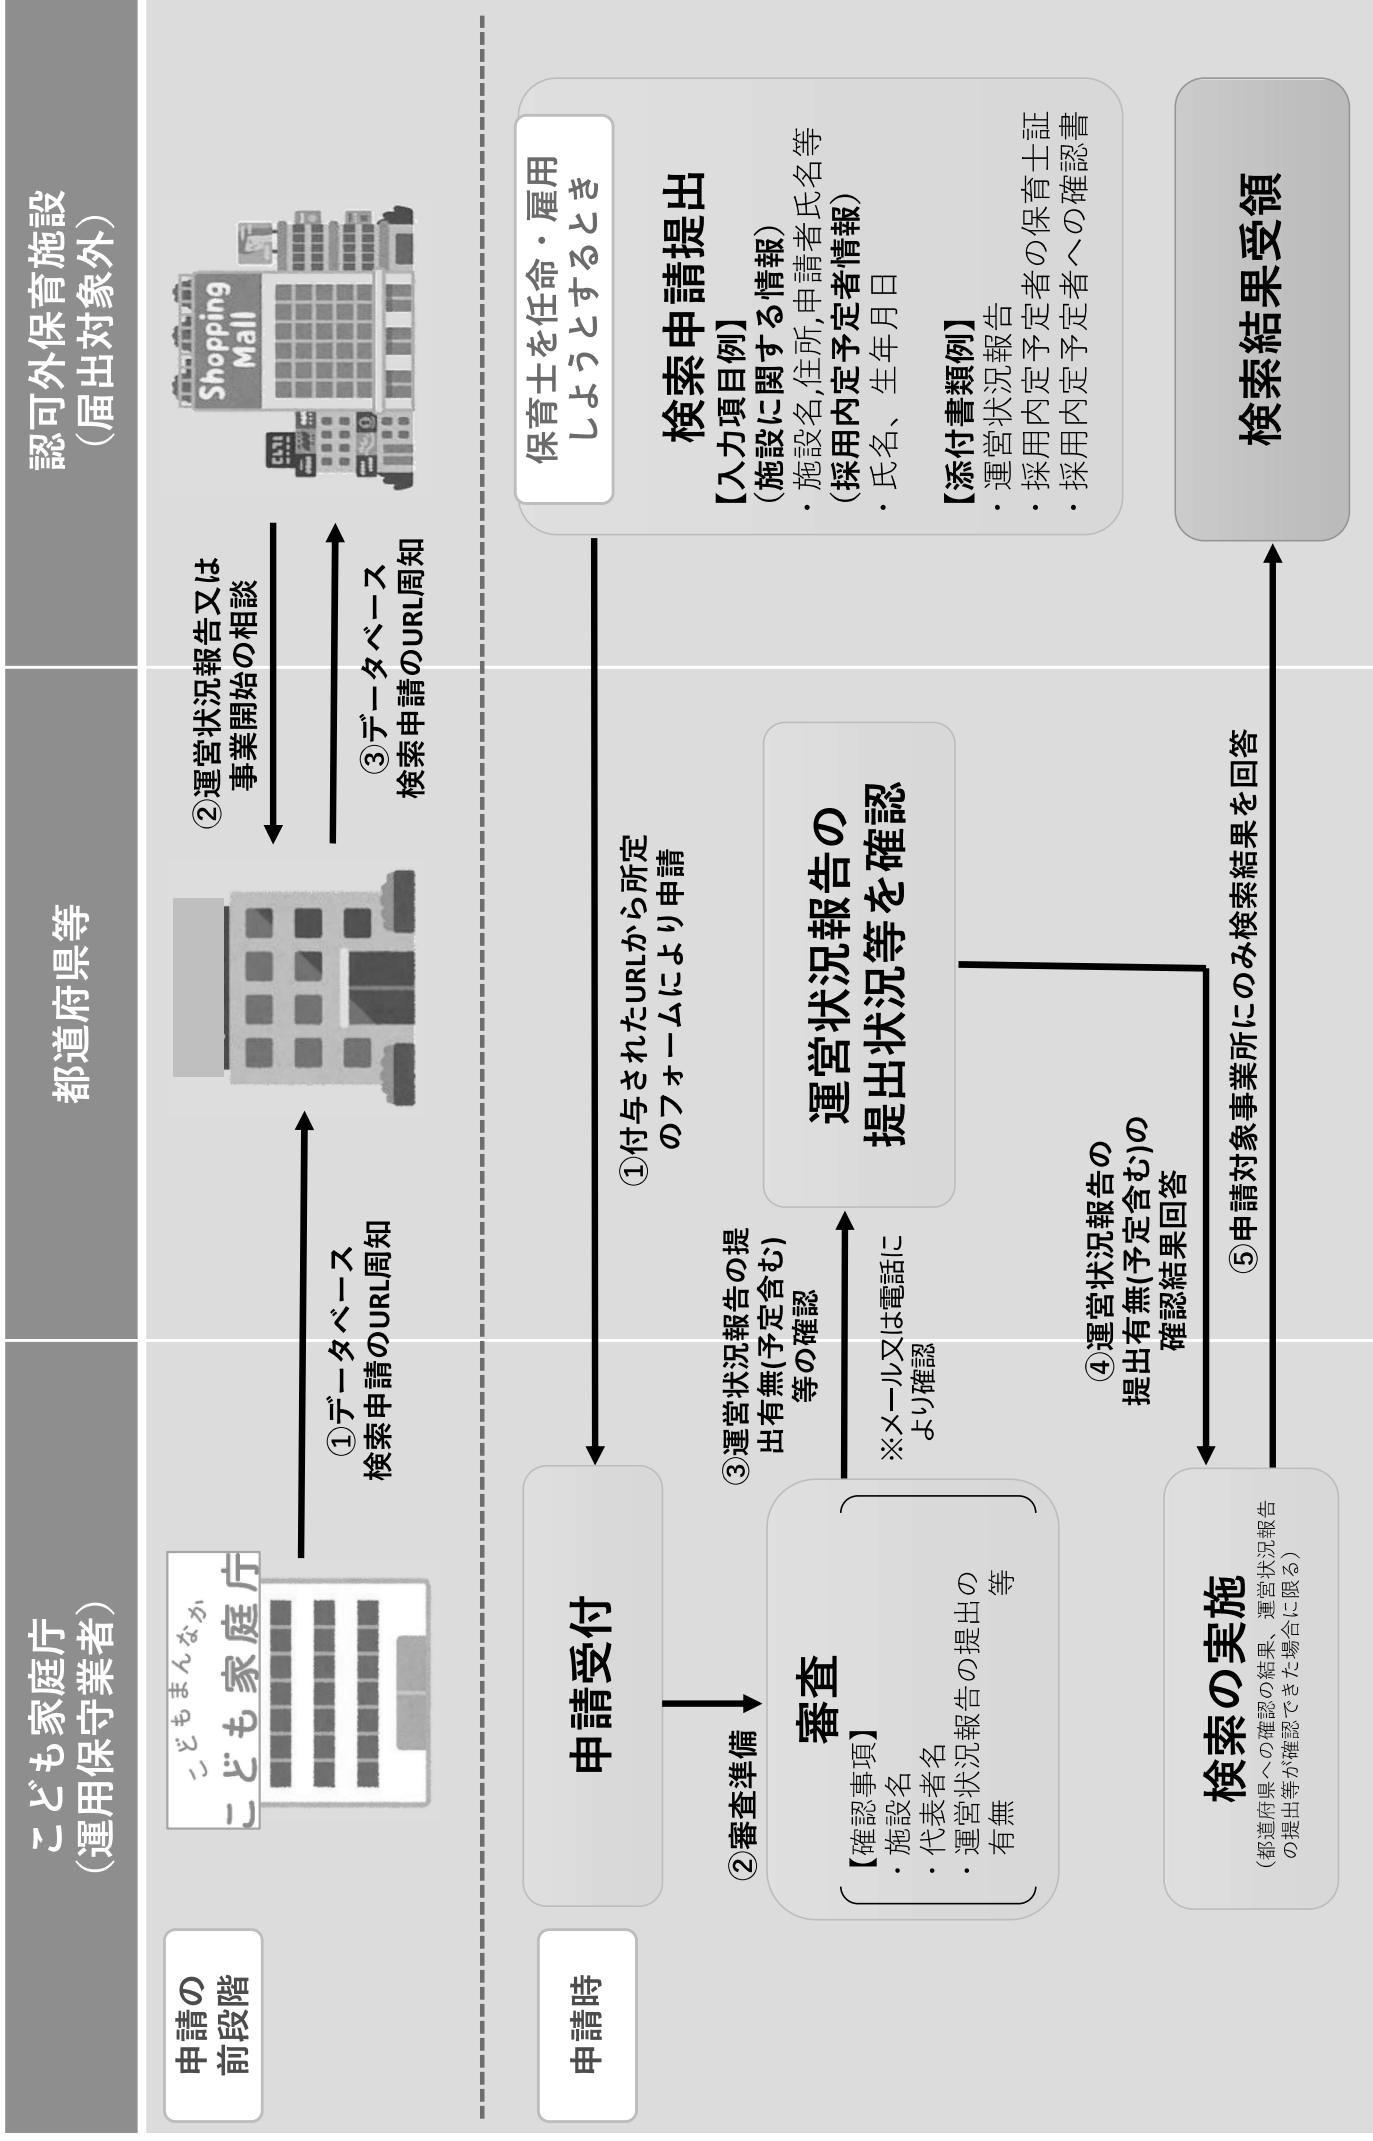 こども家庭庁
(運用保守業者)
都道府県等
認可外保育施設
(届出対象外)
申請の
前段階
こどもまんなか
こども家庭庁
①データベース
検索申請のURL周知
②運営状況報告又は
事業開始の相談
③データベース
検索申請のURL周知
Shopping
Mall
申請時
保育士を任命・雇用
しようとするとき
検索申請提出
【入力項目例】
(施設に関する情報)
・施設名,住所,申請者氏名等
(採用内定予定者情報)
・氏名、生年月日
【添付書類例】
・運営状況報告
・採用内定予定者の保育士証
・採用内定予定者への確認書
①付与されたURLから所定
のフォームにより申請
申請受付
②審査準備
審査
【確認事項】
・施設名
・代表者名
・運営状況報告の提出の
有無 等
③運営状況報告の提
出有無(予定含む)
等の確認
※メール又は電話に
より確認
運営状況報告の
提出状況等を確認
④運営状況報告の
提出有無(予定含む)の
確認結果回答
検索の実施
(都道府県への確認の結果、運営状況報告
の提出等が確認できた場合に限る)
⑤申請対象事業所にのみ検索結果を回答
検索結果受領